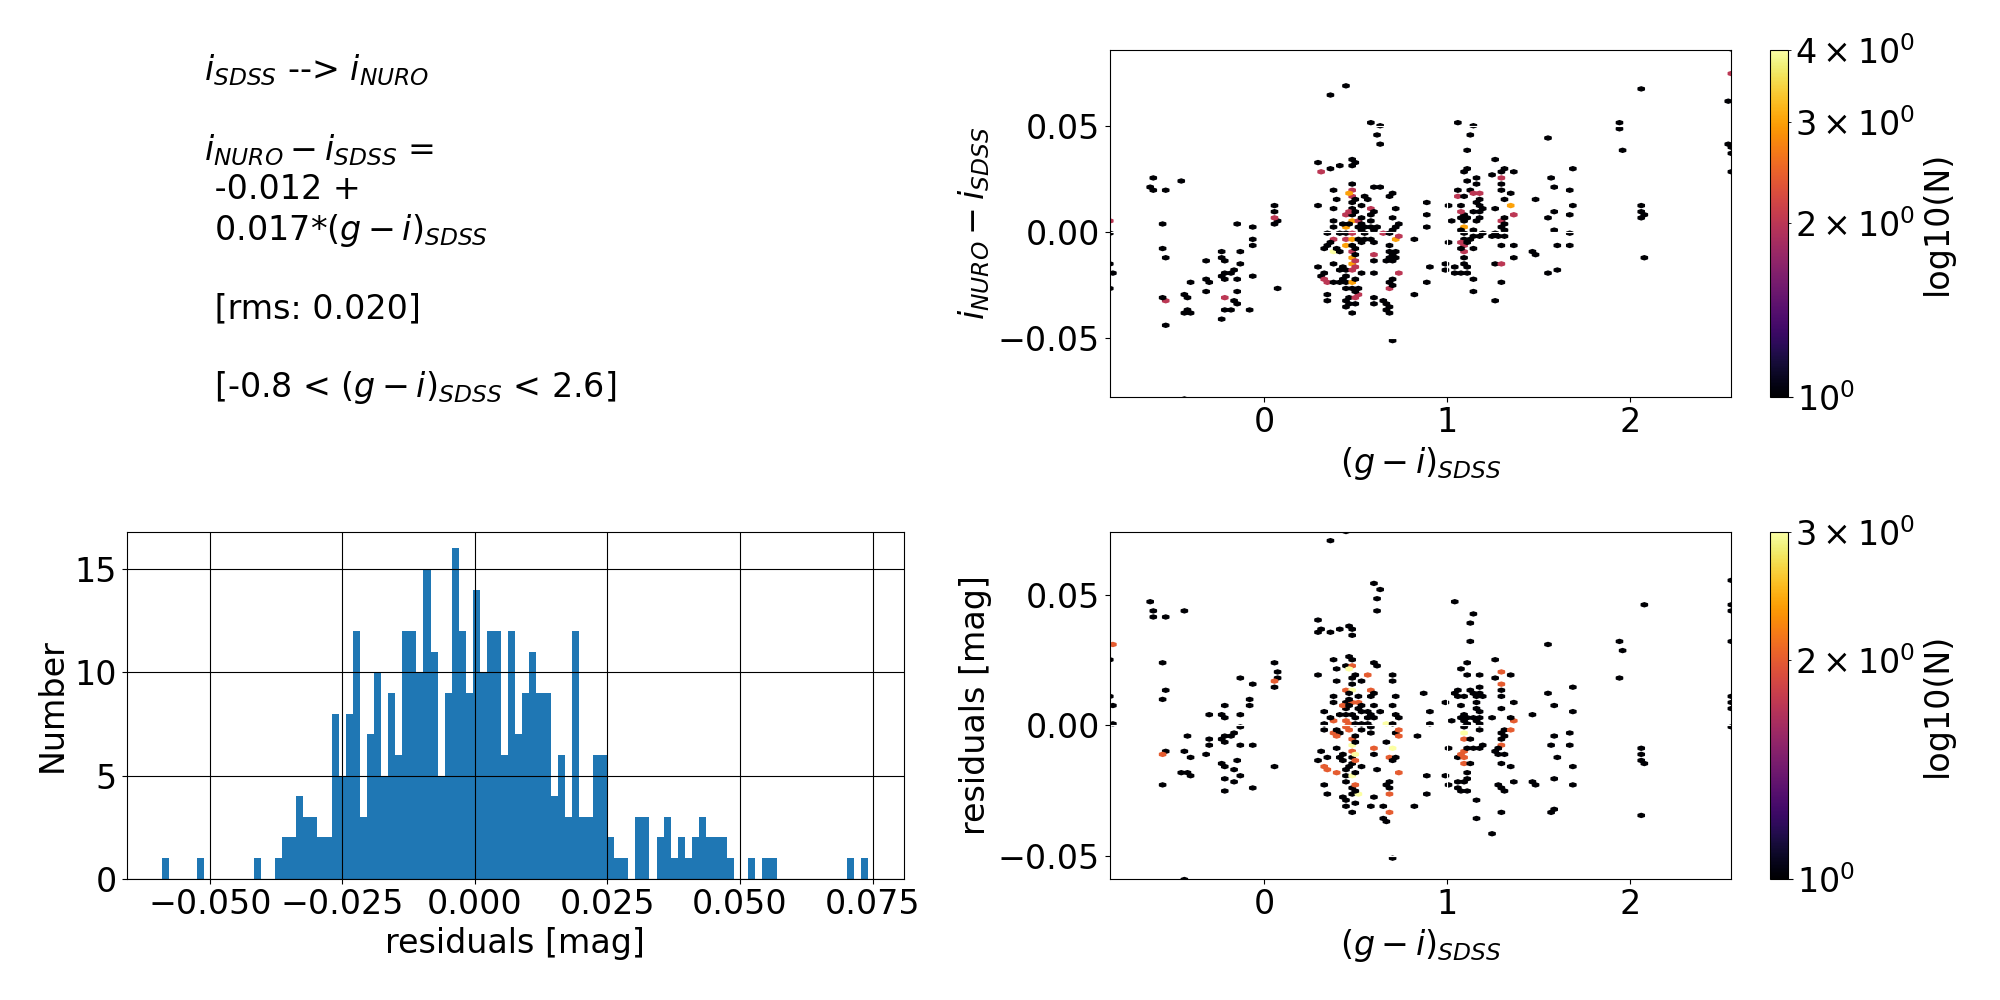 i_SDSS --> i_NURO
i_NURO − i_SDSS =
-0.012 +
0.017*(g − i)_SDSS
[rms: 0.020]
[-0.8 < (g − i)_SDSS < 2.6]
i_NURO − i_SDSS
0.05
0.00
−0.05
0 1 2
(g − i)_SDSS
4 × 10^0
3 × 10^0
2 × 10^0
10^0
log10(N)
Number
15
10
5
0
−0.050 −0.025 0.000 0.025 0.050 0.075
residuals [mag]
residuals [mag]
0.05
0.00
−0.05
0 1 2
(g − i)_SDSS
3 × 10^0
2 × 10^0
10^0
log10(N)